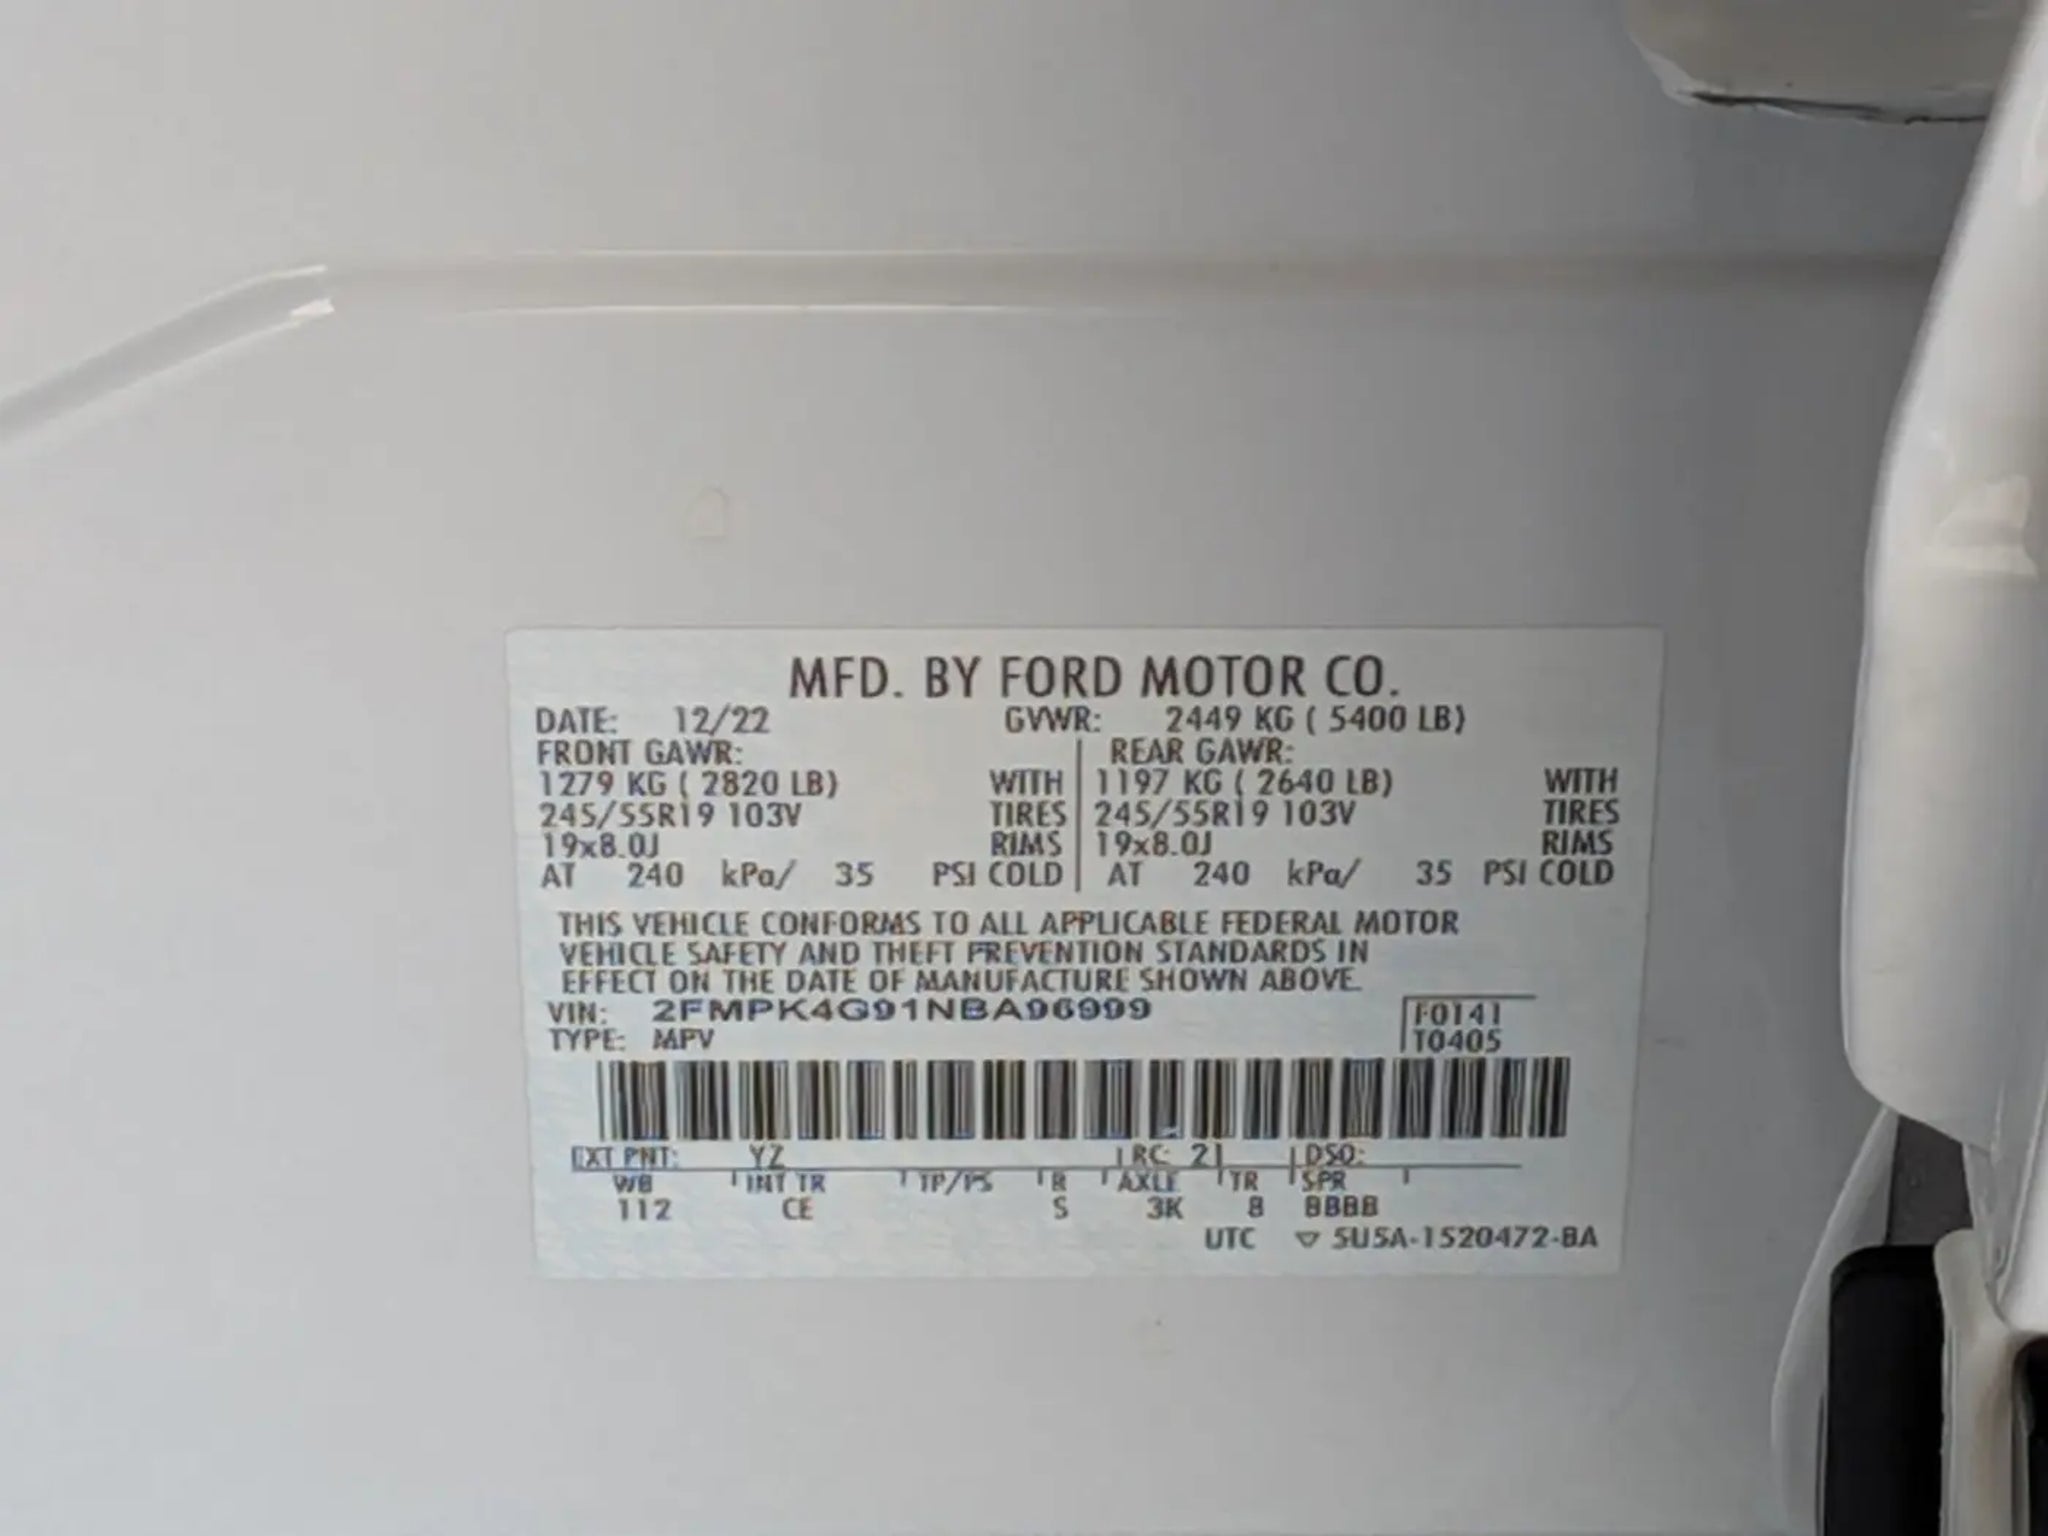 MFD. BY FORD MOTOR CO.
DATE: 12/22 GVWR: 2449 KG ( 5400 LB)
FRONT GAWR: REAR GAWR:
1279 KG ( 2820 LB) WITH 1197 KG ( 2640 LB) WITH
245/55R19 103V TIRES 245/55R19 103V TIRES
19x8.0J RIMS 19x8.0J RIMS
AT 240 kPa/ 35 PSI COLD AT 240 kPa/ 35 PSI COLD
THIS VEHICLE CONFORMS TO ALL APPLICABLE FEDERAL MOTOR
VEHICLE SAFETY AND THEFT PREVENTION STANDARDS IN
EFFECT ON THE DATE OF MANUFACTURE SHOWN ABOVE.
VIN: 2FMPK4G91NBA96999 F0141
TYPE: MPV T0405
EXT PNT: YZ RC: 21 DSO:
WB INT TR TP/PS R AXLE TR SPR
112 CE S 3K 8 BBBB
UTC ▽ 5U5A-1520472-BA